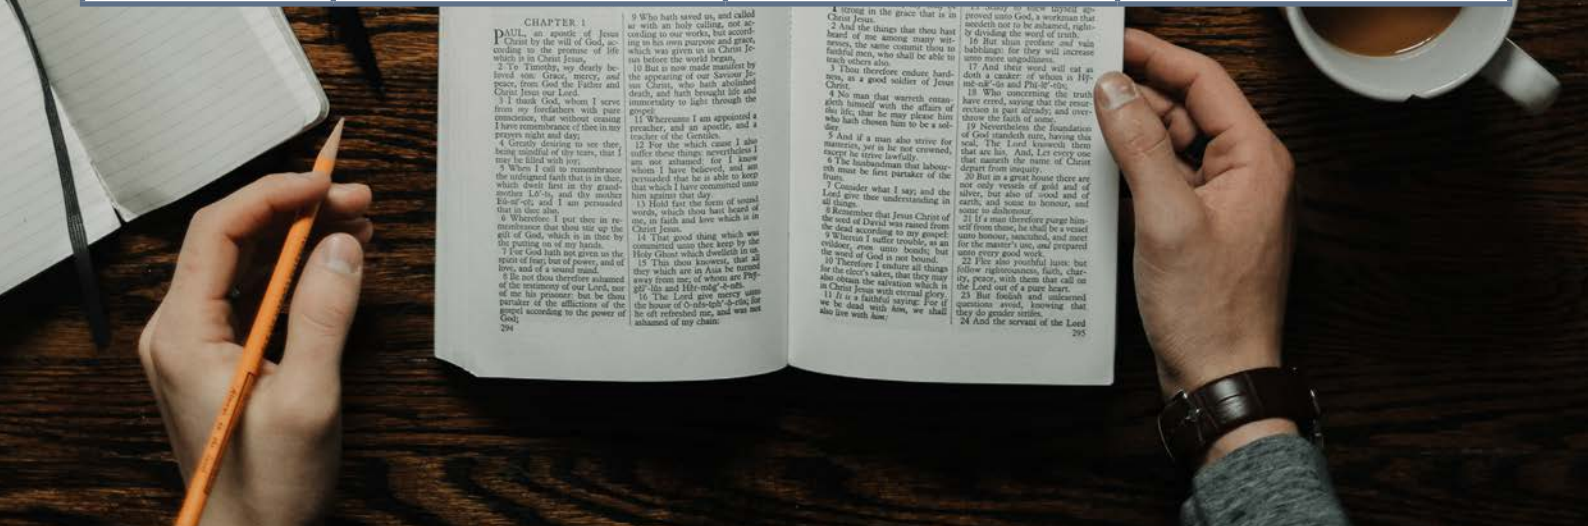 CHAPTER 1
PAUL, an apostle of Jesus
Christ by the will of God, ac-
cording to the promise of life
which is in Christ Jesus,
2 To Timothy, my dearly be-
loved son: Grace, mercy, and
peace, from God the Father and
Christ Jesus our Lord.
3 I thank God, whom I serve
from my forefathers with pure
conscience, that without ceasing
I have remembrance of thee in my
prayers night and day;
4 Greatly desiring to see thee,
being mindful of thy tears, that I
may be filled with joy;
5 When I call to remembrance
the unfeigned faith that is in thee,
which dwelt first in thy grand-
mother Lō'-is, and thy mother
Eū-nī'-çe; and I am persuaded
that in thee also.
6 Wherefore I put thee in re-
membrance that thou stir up the
gift of God, which is in thee by
the putting on of my hands.
7 For God hath not given us the
spirit of fear; but of power, and of
love, and of a sound mind.
8 Be not thou therefore ashamed
of the testimony of our Lord, nor
of me his prisoner: but be thou
partaker of the afflictions of the
gospel according to the power of
God;
294
9 Who hath saved us, and called
us with an holy calling, not ac-
cording to our works, but accord-
ing to his own purpose and grace,
which was given us in Christ Je-
sus before the world began,
10 But is now made manifest by
the appearing of our Saviour Je-
sus Christ, who hath abolished
death, and hath brought life and
immortality to light through the
gospel:
11 Whereunto I am appointed a
preacher, and an apostle, and a
teacher of the Gentiles.
12 For the which cause I also
suffer these things: nevertheless I
am not ashamed: for I know
whom I have believed, and am
persuaded that he is able to keep
that which I have committed unto
him against that day.
13 Hold fast the form of sound
words, which thou hast heard of
me, in faith and love which is in
Christ Jesus.
14 That good thing which was
committed unto thee keep by the
Holy Ghost which dwelleth in us.
15 This thou knowest, that all
they which are in Asia be turned
away from me; of whom are
and
16 The Lord give mercy unto
the house of for
he oft refreshed me, and was not
ashamed of my chain:
strong in the grace that is in
Christ Jesus.
2 And the things that thou hast
heard of me among many wit-
nesses, the same commit thou to
faithful men, who shall be able to
teach others also.
3 Thou therefore endure hard-
ness, as a good soldier of Jesus
Christ.
4 No man that warreth entan-
gleth himself with the affairs of
this life; that he may please him
who hath chosen him to be a sol-
dier.
5 And if a man also strive for
masteries, yet is he not crowned,
except he strive lawfully.
6 The husbandman that labour-
eth must be first partaker of the
fruits.
7 Consider what I say; and the
Lord give thee understanding in
all things.
8 Remember that Jesus Christ of
the seed of David was raised from
the dead according to my gospel:
9 Wherein I suffer trouble, as an
evildoer, even unto bonds; but
the word of God is not bound.
10 Therefore I endure all things
for the elect's sakes, that they may
also obtain the salvation which is
in Christ Jesus with eternal glory.
11 It is a faithful saying: For if
we be dead with him, we shall
also live with him:
proved unto God, a workman that
needeth not to be ashamed, right-
ly dividing the word of truth.
16 But shun profane and vain
babblings: for they will increase
unto more ungodliness.
17 And their word will eat as
doth a canker: of whom is Hȳ-
and
18 Who concerning the truth
have erred, saying that the resur-
rection is past already; and over-
throw the faith of some.
19 Nevertheless the foundation
of God standeth sure, having this
seal, The Lord knoweth them
that are his. And, Let every one
that nameth the name of Christ
depart from iniquity.
20 But in a great house there are
not only vessels of gold and of
silver, but also of wood and of
earth; and some to honour, and
some to dishonour.
21 If a man therefore purge him-
self from these, he shall be a vessel
unto honour, sanctified, and meet
for the master's use, and prepared
unto every good work.
22 Flee also youthful lusts: but
follow righteousness, faith, char-
ity, peace, with them that call on
the Lord out of a pure heart.
23 But foolish and unlearned
questions avoid, knowing that
they do gender strifes.
24 And the servant of the Lord
295